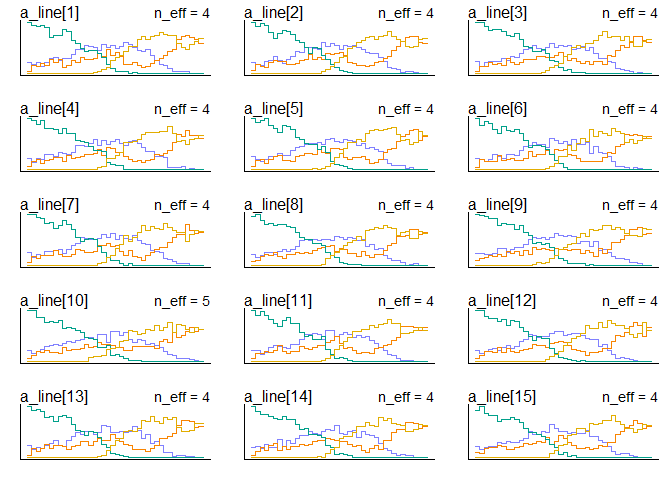 a_line[1] n_eff = 4 a_line[2] n_eff = 4 a_line[3] n_eff = 4
a_line[4] n_eff = 4 a_line[5] n_eff = 4 a_line[6] n_eff = 4
a_line[7] n_eff = 4 a_line[8] n_eff = 4 a_line[9] n_eff = 4
a_line[10] n_eff = 5 a_line[11] n_eff = 4 a_line[12] n_eff = 4
a_line[13] n_eff = 4 a_line[14] n_eff = 4 a_line[15] n_eff = 4